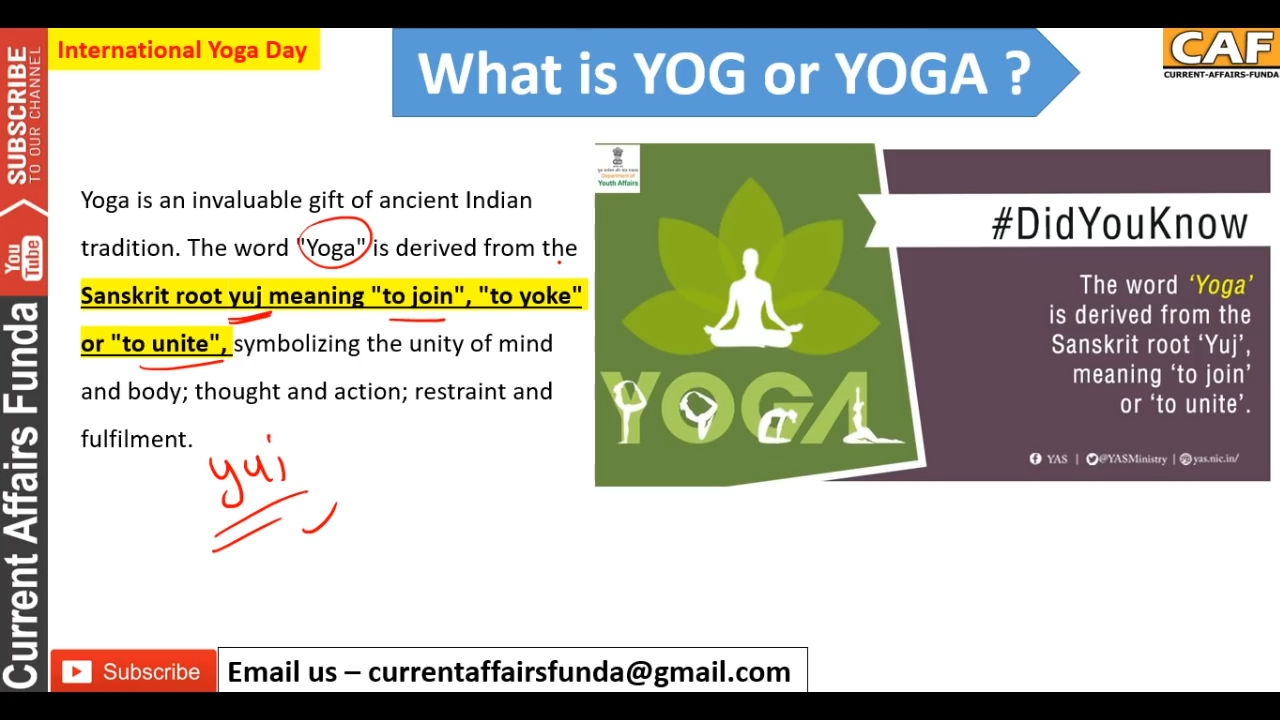 International Yoga Day
What is YOG or YOGA ?
CAF
CURRENT-AFFAIRS-FUNDA
SUBSCRIBE
TO OUR CHANNEL
You
Tube
Current Affairs Funda
Yoga is an invaluable gift of ancient Indian
tradition. The word "Yoga" is derived from the
Sanskrit root yuj meaning "to join", "to yoke"
or "to unite", symbolizing the unity of mind
and body; thought and action; restraint and
fulfilment.
yuj
Department of
Youth Affairs
YOGA
#DidYouKnow
The word ‘Yoga’
is derived from the
Sanskrit root ‘Yuj’,
meaning ‘to join’
or ‘to unite’.
YAS | @YASMinistry | yas.nic.in/
Subscribe
Email us – currentaffairsfunda@gmail.com